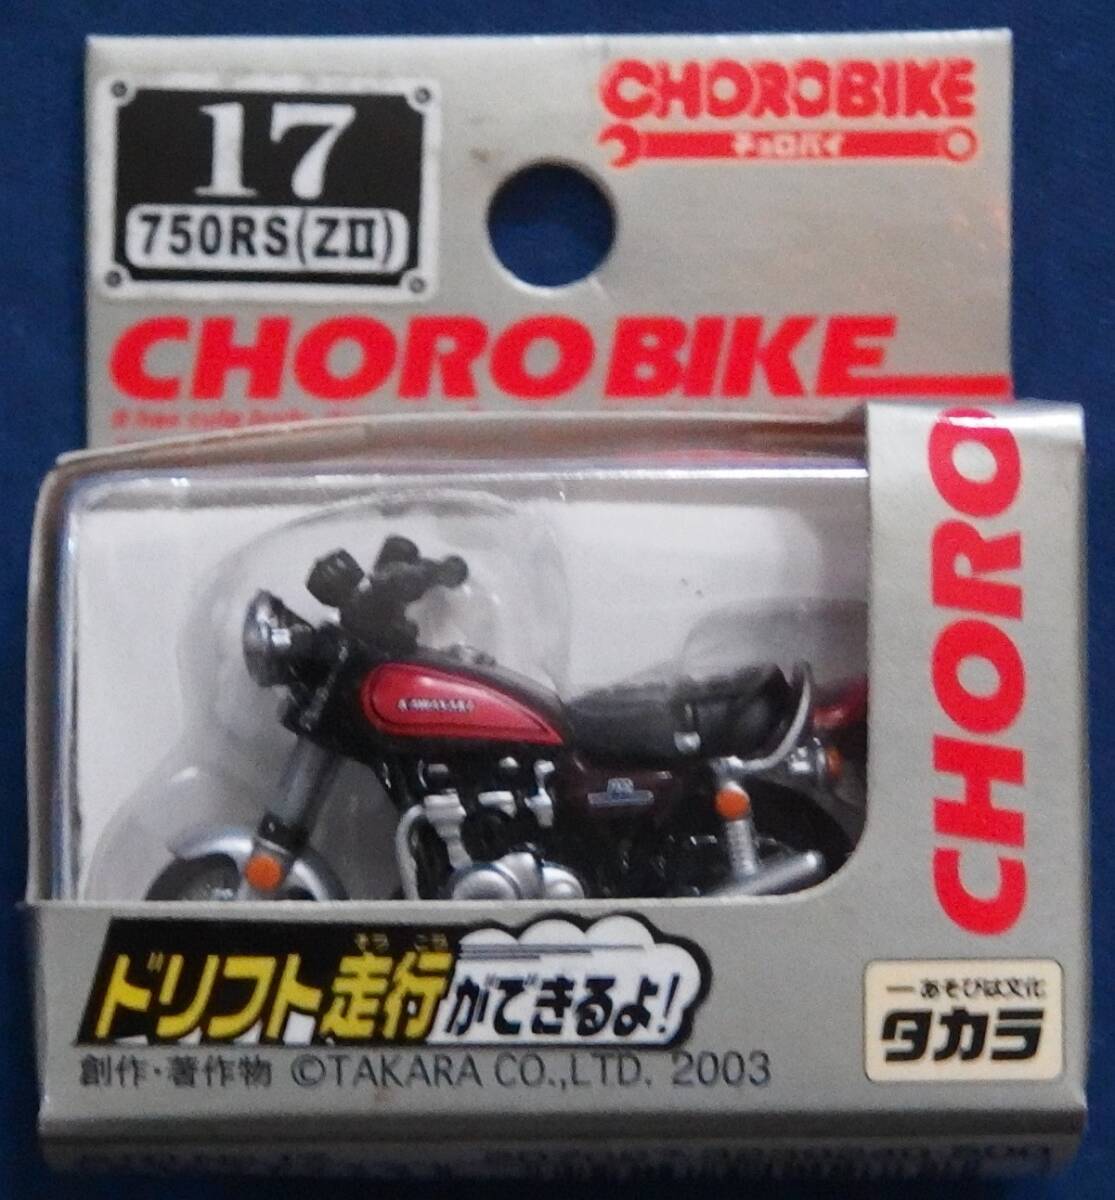 17
750RS(ZII)
CHOROBIKE
チョロバイ
CHORO BIKE
CHORO
KAWASAKI
そう こう
ドリフト走行ができるよ!
創作・著作物 ©TAKARA CO.,LTD. 2003
あそびは文化
タカラ